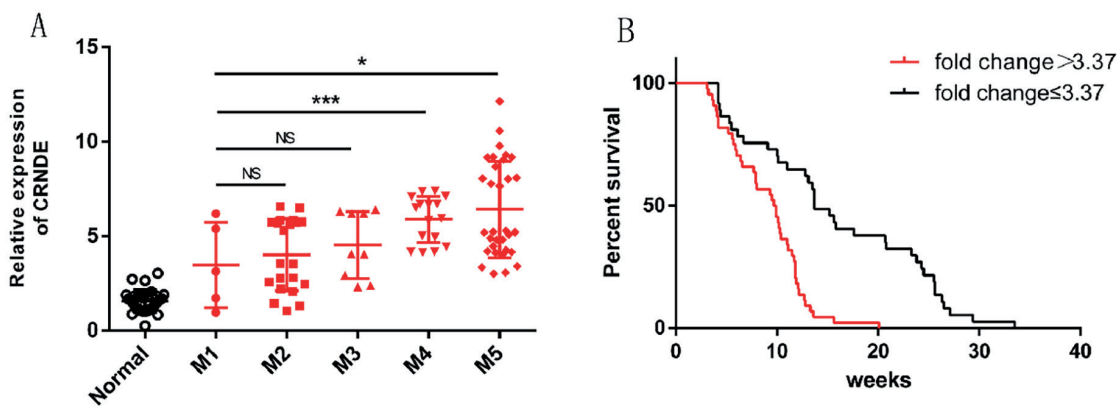 A
Relative expression
of CRNDE
15
10
5
0
*
***
NS
NS
Normal
M1
M2
M3
M4
M5
B
fold change>3.37
fold change≤3.37
Percent survival
100
50
0
0
10
20
30
40
weeks